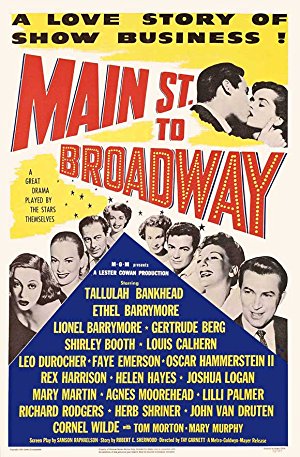 A LOVE STORY OF
SHOW BUSINESS !
MAIN ST.
TO
BROADWAY
A
GREAT
DRAMA
PLAYED BY
THE STARS
THEMSELVES
M-G-M presents
A LESTER COWAN PRODUCTION
Starring
TALLULAH BANKHEAD
ETHEL BARRYMORE
LIONEL BARRYMORE · GERTRUDE BERG
SHIRLEY BOOTH · LOUIS CALHERN
LEO DUROCHER · FAYE EMERSON · OSCAR HAMMERSTEIN II
REX HARRISON · HELEN HAYES · JOSHUA LOGAN
MARY MARTIN · AGNES MOOREHEAD · LILLI PALMER
RICHARD RODGERS · HERB SHRINER · JOHN VAN DRUTEN
CORNEL WILDE · with TOM MORTON · MARY MURPHY
Screen Play by SAMSON RAPHAELSON Story by ROBERT E. SHERWOOD Directed by TAY GARNETT A Metro-Goldwyn-Mayer Release